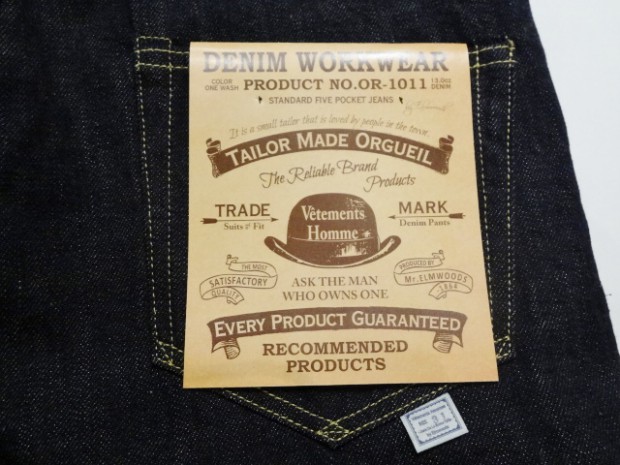 DENIM WORKWEAR
COLOR
ONE WASH
PRODUCT NO.OR-1011
13.0oz
DENIM
STANDARD FIVE POCKET JEANS
It is a small tailor that is loved by people in the town.
TAILOR MADE ORGUEIL
The Reliable Brand
Products
TRADE
Suits & Fit
Vêtements
Homme
MARK
Denim Pants
THE MOST
SATISFACTORY
QUALITY
PRODUCED BY
Mr. ELMWOODS
1864
ASK THE MAN
WHO OWNS ONE
EVERY PRODUCT GUARANTEED
RECOMMENDED
PRODUCTS